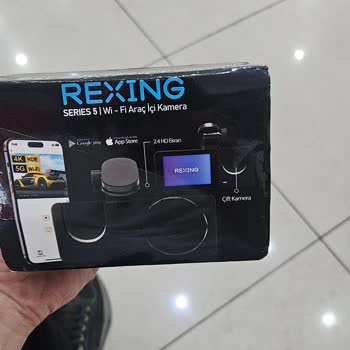 REXING
SERIES 5 | Wi - Fi Araç İçi Kamera
Google play
App Store
2.4 HD Ekran
4K HDR
5G Wi-Fi
REXING
Çift Kamera